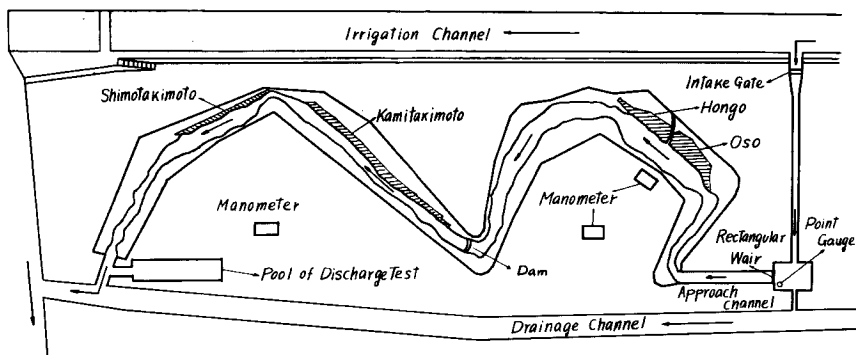 Irrigation Channel
Intake Gate
Shimotakimoto
Kamitakimoto
Hongo
Oso
Manometer
Manometer
Point
Gauge
Rectangular
Wair
Dam
Pool of Discharge Test
Approach
channel
Drainage Channel